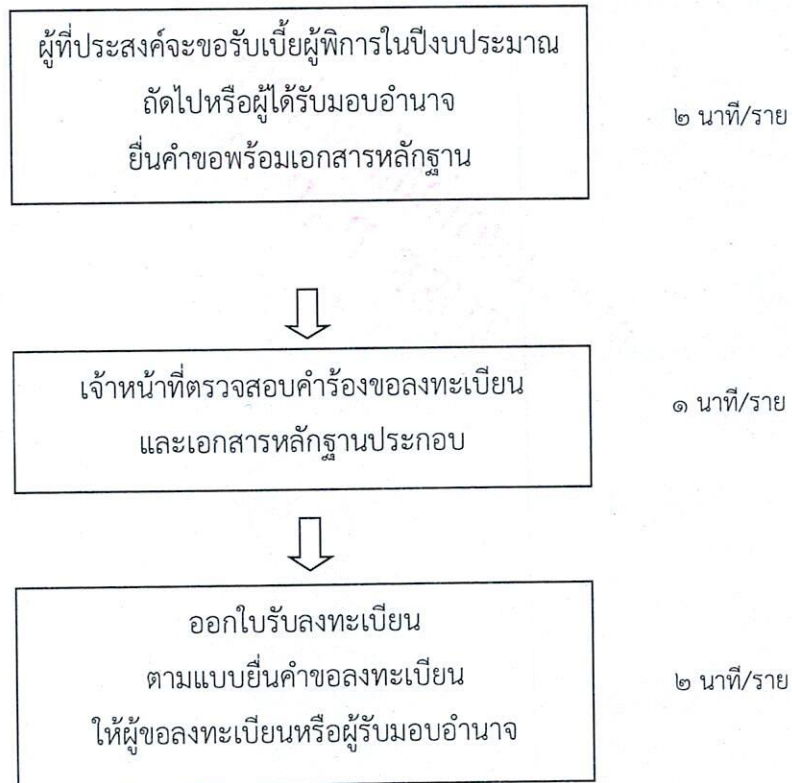 ผู้ที่ประสงค์จะขอรับเบี้ยผู้พิการในปีงบประมาณ
ถัดไปหรือผู้ได้รับมอบอำนาจ
ยื่นคำขอพร้อมเอกสารหลักฐาน
๒ นาที/ราย
เจ้าหน้าที่ตรวจสอบคำร้องขอลงทะเบียน
และเอกสารหลักฐานประกอบ
๑ นาที/ราย
ออกใบรับลงทะเบียน
ตามแบบยื่นคำขอลงทะเบียน
ให้ผู้ขอลงทะเบียนหรือผู้รับมอบอำนาจ
๒ นาที/ราย